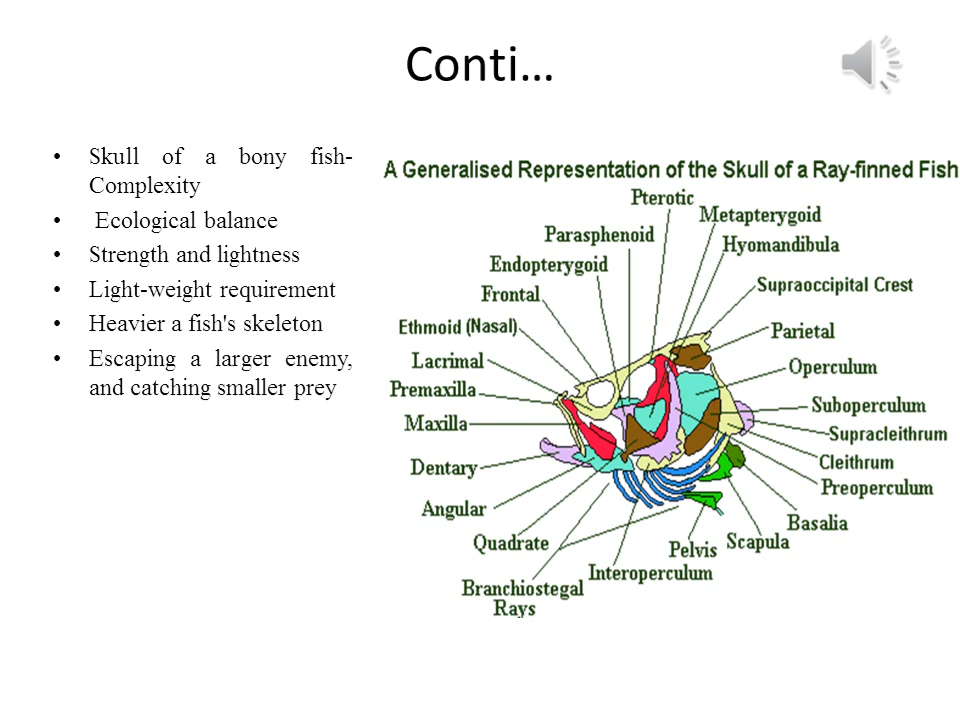 Conti…
• Skull of a bony fish-
Complexity
• Ecological balance
• Strength and lightness
• Light-weight requirement
• Heavier a fish's skeleton
• Escaping a larger enemy,
and catching smaller prey
A Generalised Representation of the Skull of a Ray-finned Fish
Pterotic
Metapterygoid
Parasphenoid
Hyomandibula
Endopterygoid
Supraoccipital Crest
Frontal
Ethmoid (Nasal)
Parietal
Lacrimal
Operculum
Premaxilla
Suboperculum
Maxilla
Supracleithrum
Dentary
Cleithrum
Preoperculum
Angular
Basalia
Quadrate
Scapula
Pelvis
Interoperculum
Branchiostegal
Rays